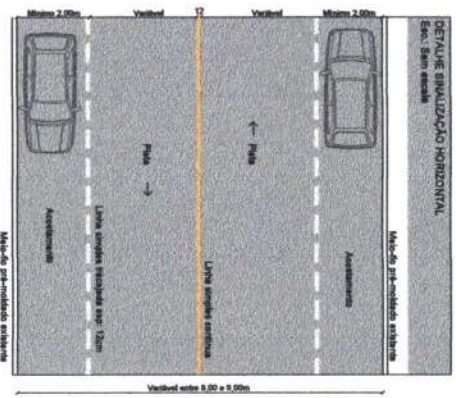 DETALHE SINALIZAÇÃO HORIZONTAL
Esc.: Sem escala
Mínimo 2,00m
Variável
12
Variável
Mínimo 2,00m
Pista
Pista
Acostamento
Acostamento
Linha simples tracejada esp: 12cm
Linha simples contínua
Meio-fio pré-moldado existente
Meio-fio pré-moldado existente
Variável entre 8,00 e 9,00m